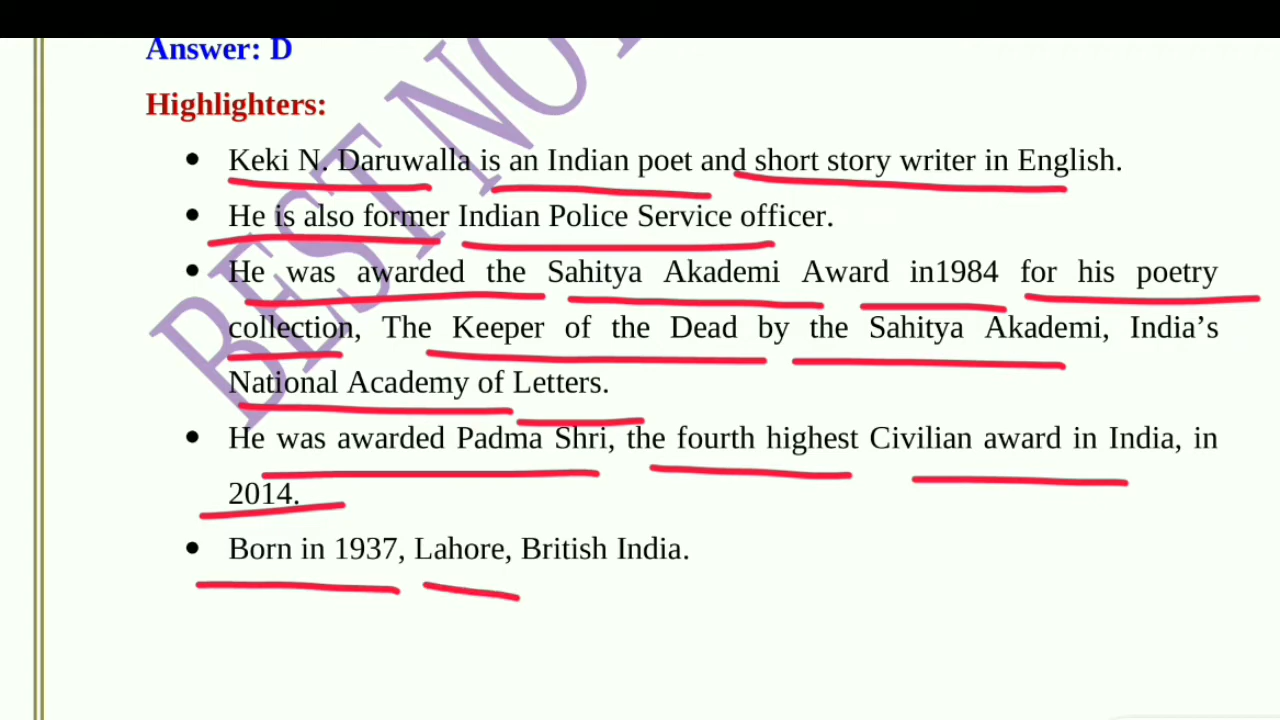 Answer: D
Highlighters:
• Keki N. Daruwalla is an Indian poet and short story writer in English.
• He is also former Indian Police Service officer.
• He was awarded the Sahitya Akademi Award in1984 for his poetry
collection, The Keeper of the Dead by the Sahitya Akademi, India’s
National Academy of Letters.
• He was awarded Padma Shri, the fourth highest Civilian award in India, in
2014.
• Born in 1937, Lahore, British India.
BEST NO